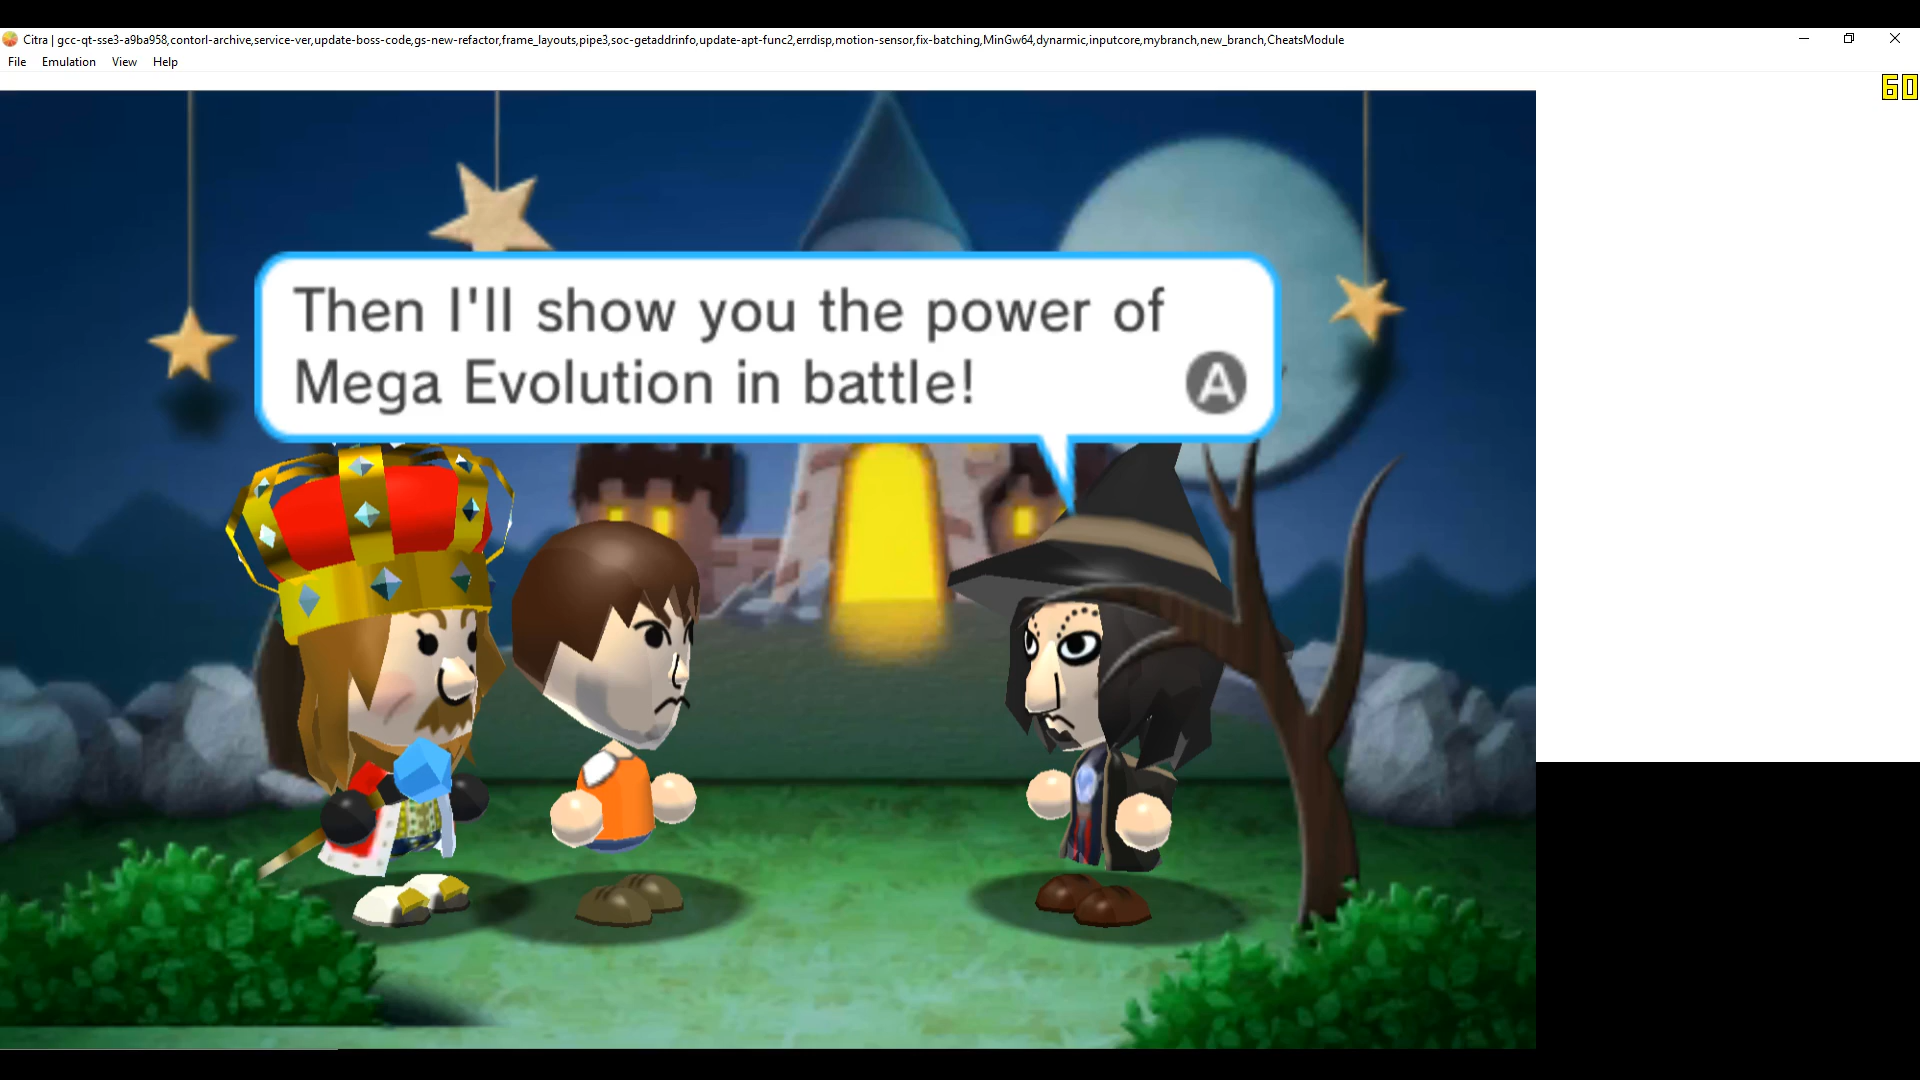 Citra | gcc-qt-sse3-a9ba958,contorl-archive,service-ver,update-boss-code,gs-new-refactor,frame_layouts,pipe3,soc-getaddrinfo,update-apt-func2,errdisp,motion-sensor,fix-batching,MinGw64,dynarmic,inputcore,mybranch,new_branch,CheatsModule
File Emulation View Help
60
Then I'll show you the power of
Mega Evolution in battle!
A